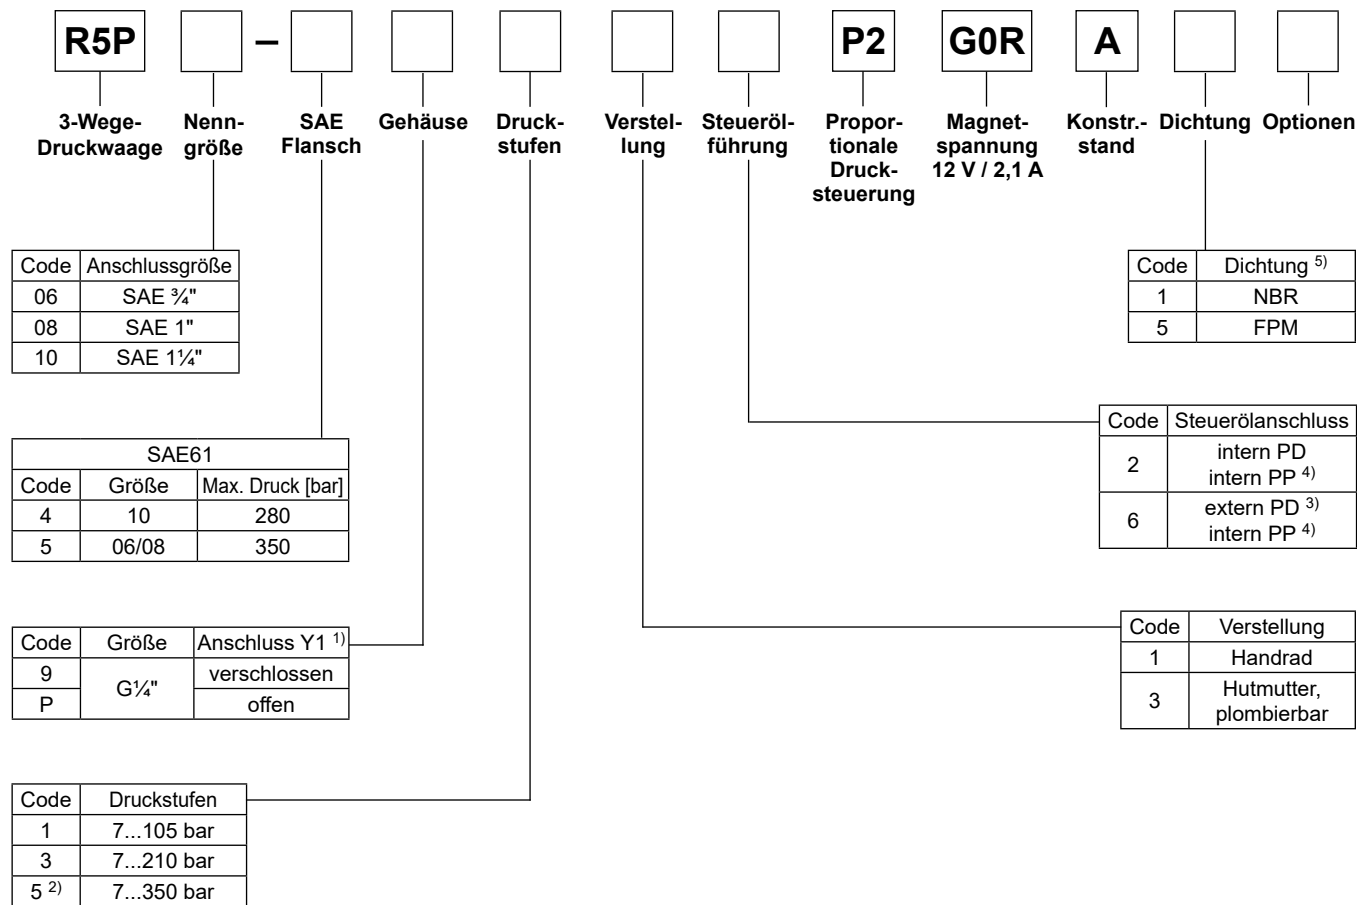 R5P – P2 G0R A
3-Wege-
Druckwaage
Nenn-
größe
SAE
Flansch
Gehäuse
Druck-
stufen
Verstel-
lung
Steueröl-
führung
Propor-
tionale
Druck-
steuerung
Magnet-
spannung
12 V / 2,1 A
Konstr.-
stand
Dichtung
Optionen
Code Anschlussgröße
06 SAE ¾"
08 SAE 1"
10 SAE 1¼"
Code Dichtung 5)
1 NBR
5 FPM
SAE61
Code Größe Max. Druck [bar]
4 10 280
5 06/08 350
Code Steuerölanschluss
2 intern PD
intern PP 4)
6 extern PD 3)
intern PP 4)
Code Größe Anschluss Y1 1)
9 G¼" verschlossen
P offen
Code Verstellung
1 Handrad
3 Hutmutter,
plombierbar
Code Druckstufen
1 7...105 bar
3 7...210 bar
5 2) 7...350 bar